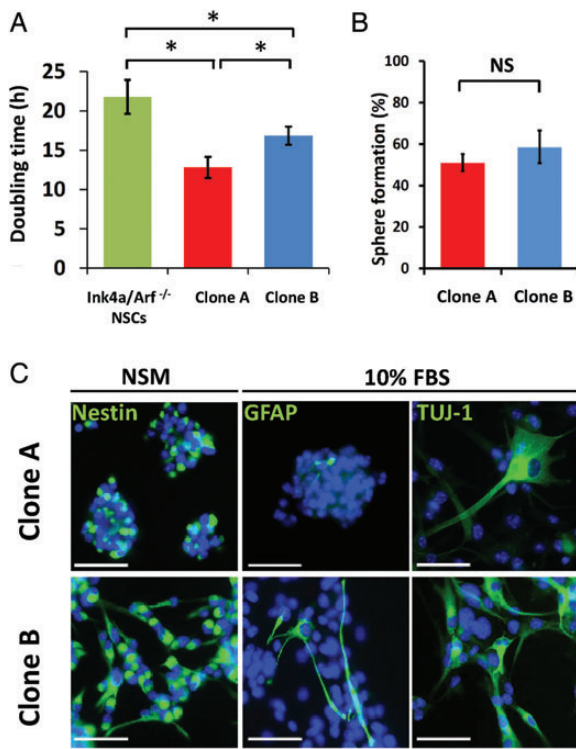 A
* * *
Doubling time (h)
25
20
15
10
5
0
Ink4a/Arf -/-
NSCs
Clone A
Clone B
B
NS
Sphere formation (%)
100
80
60
40
20
0
Clone A
Clone B
C
NSM
10% FBS
Nestin
GFAP
TUJ-1
Clone A
Clone B